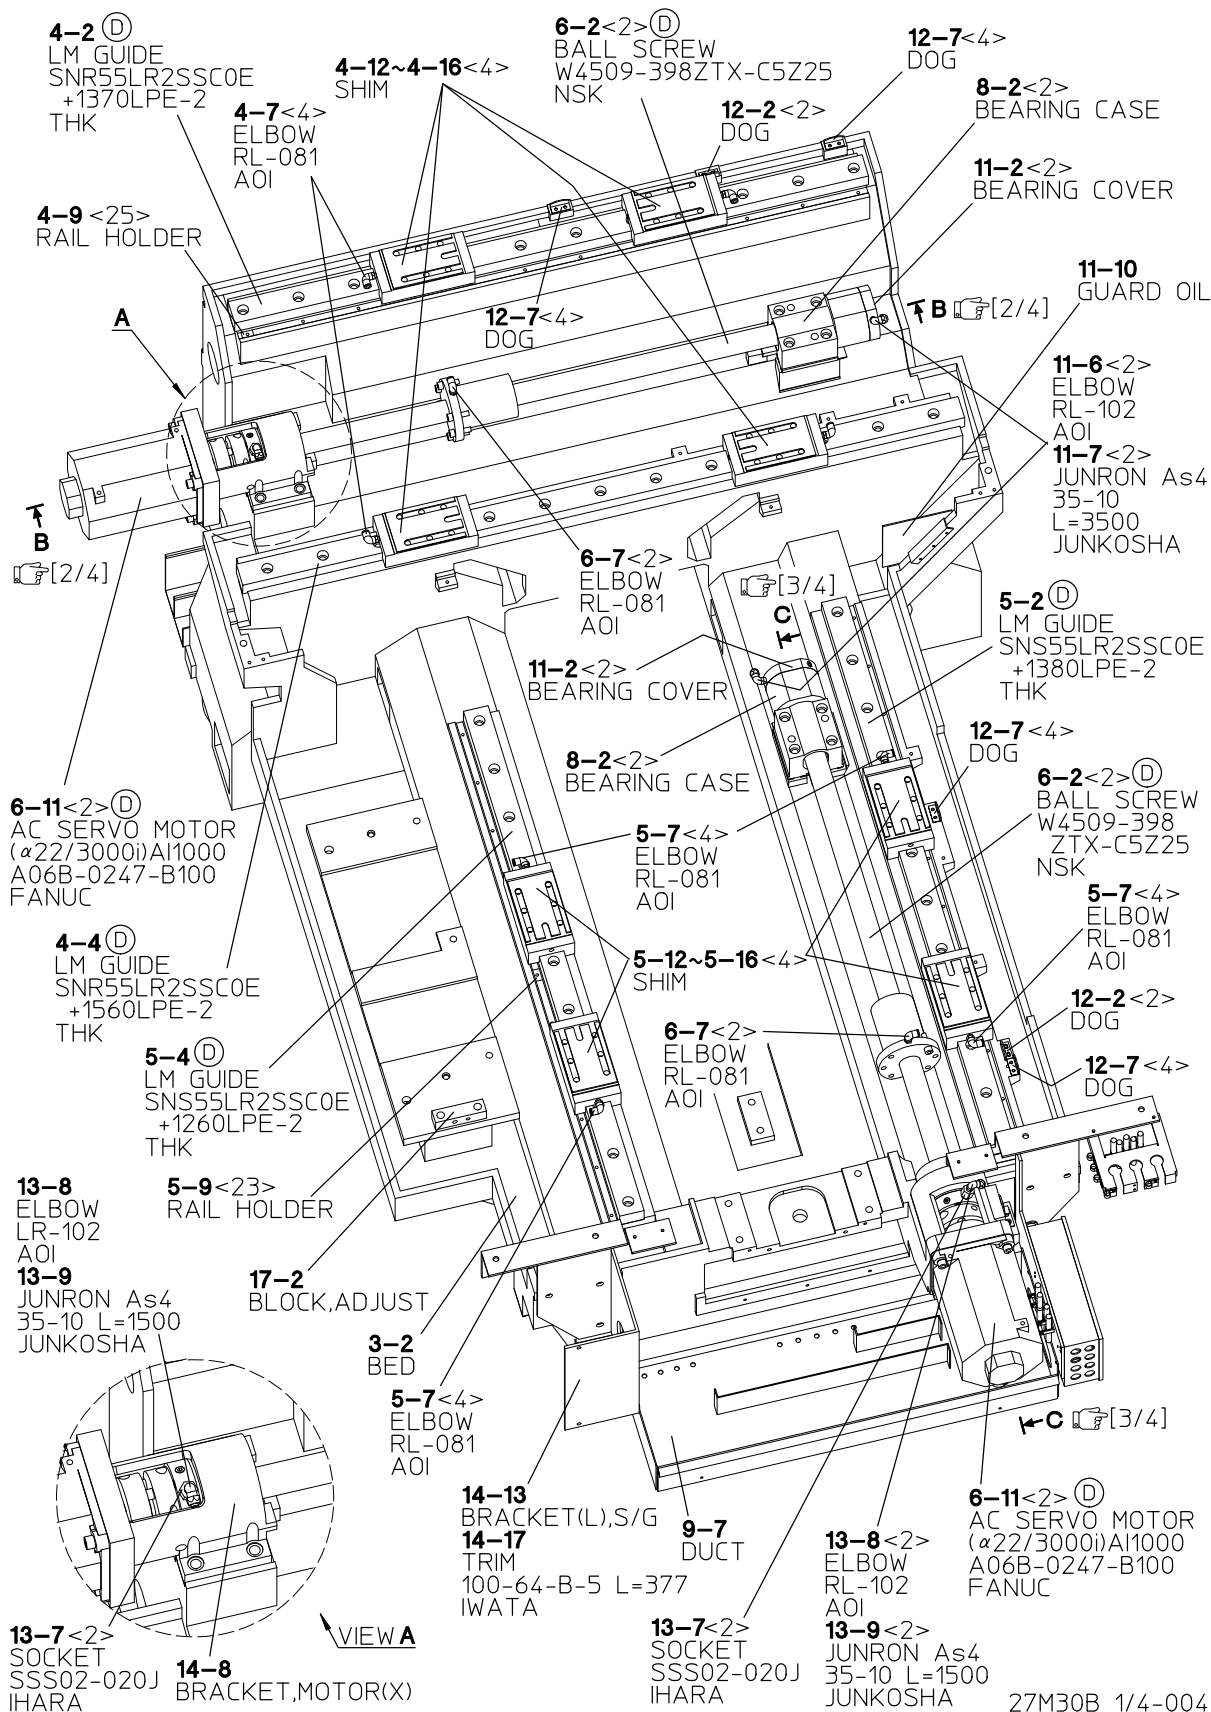 4-2 Ⓓ
LM GUIDE
SNR55LR2SSC0E
+1370LPE-2
THK
4-12~4-16<4>
SHIM
4-7<4>
ELBOW
RL-081
AOI
6-2<2>Ⓓ
BALL SCREW
W4509-398ZTX-C5Z25
NSK
12-7<4>
DOG
12-2<2>
DOG
8-2<2>
BEARING CASE
11-2<2>
BEARING COVER
4-9<25>
RAIL HOLDER
11-10
GUARD OIL
A
12-7<4>
DOG
B [2/4]
11-6<2>
ELBOW
RL-102
AOI
11-7<2>
JUNRON As4
35-10
L=3500
JUNKOSHA
B
[2/4]
6-7<2>
ELBOW
RL-081
AOI
[3/4]
C
5-2Ⓓ
LM GUIDE
SNS55LR2SSC0E
+1380LPE-2
THK
11-2<2>
BEARING COVER
12-7<4>
DOG
8-2<2>
BEARING CASE
6-2<2>Ⓓ
BALL SCREW
W4509-398
ZTX-C5Z25
NSK
6-11<2>Ⓓ
AC SERVO MOTOR
(α22/3000i)AI1000
A06B-0247-B100
FANUC
5-7<4>
ELBOW
RL-081
AOI
5-7<4>
ELBOW
RL-081
AOI
4-4Ⓓ
LM GUIDE
SNR55LR2SSC0E
+1560LPE-2
THK
5-12~5-16<4>
SHIM
12-2<2>
DOG
6-7<2>
ELBOW
RL-081
AOI
5-4Ⓓ
LM GUIDE
SNS55LR2SSC0E
+1260LPE-2
THK
12-7<4>
DOG
13-8
ELBOW
LR-102
AOI
13-9
JUNRON As4
35-10 L=1500
JUNKOSHA
5-9<23>
RAIL HOLDER
17-2
BLOCK,ADJUST
3-2
BED
5-7<4>
ELBOW
RL-081
AOI
C [3/4]
14-13
BRACKET(L),S/G
14-17
TRIM
100-64-B-5 L=377
IWATA
9-7
DUCT
13-8<2>
ELBOW
RL-102
AOI
13-9<2>
JUNRON As4
35-10 L=1500
JUNKOSHA
6-11<2>Ⓓ
AC SERVO MOTOR
(α22/3000i)AI1000
A06B-0247-B100
FANUC
13-7<2>
SOCKET
SSS02-020J
IHARA
14-8
BRACKET,MOTOR(X)
VIEW A
13-7<2>
SOCKET
SSS02-020J
IHARA
27M30B 1/4-004